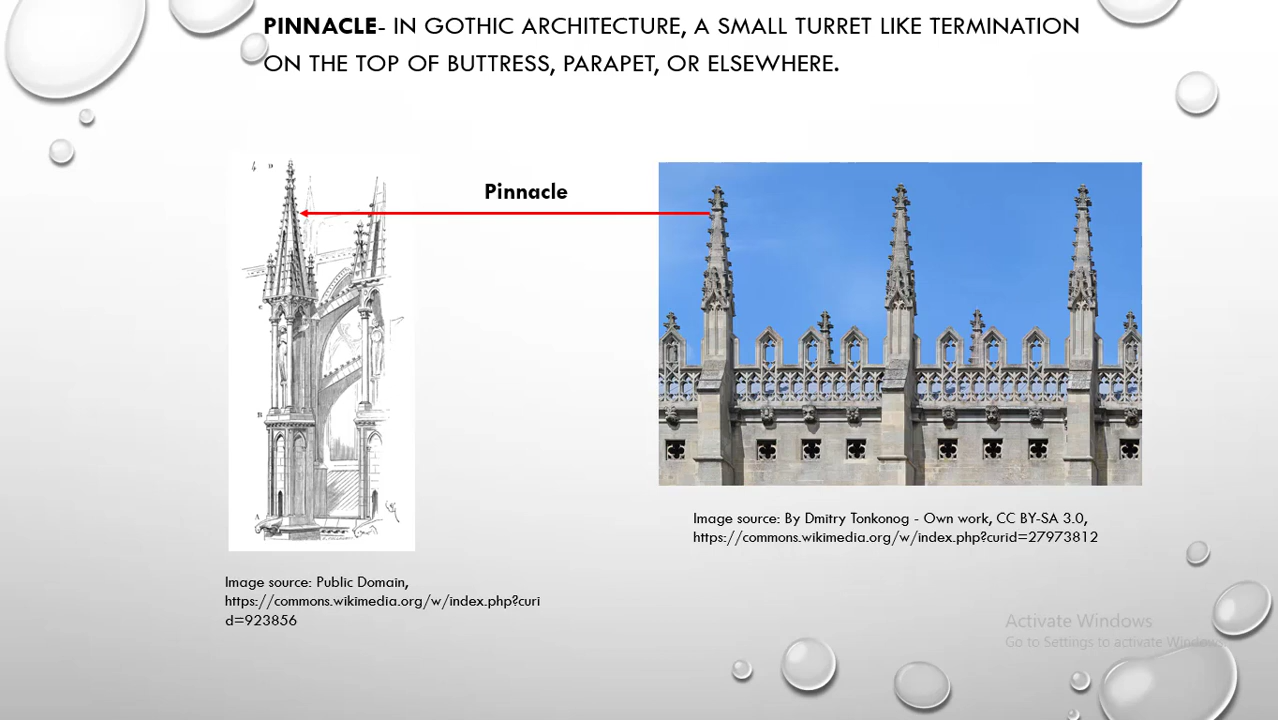 PINNACLE- IN GOTHIC ARCHITECTURE, A SMALL TURRET LIKE TERMINATION
ON THE TOP OF BUTTRESS, PARAPET, OR ELSEWHERE.
Pinnacle
Image source: By Dmitry Tonkonog - Own work, CC BY-SA 3.0,
https://commons.wikimedia.org/w/index.php?curid=27973812
Image source: Public Domain,
https://commons.wikimedia.org/w/index.php?curi
d=923856
Activate Windows
Go to Settings to activate Windows.